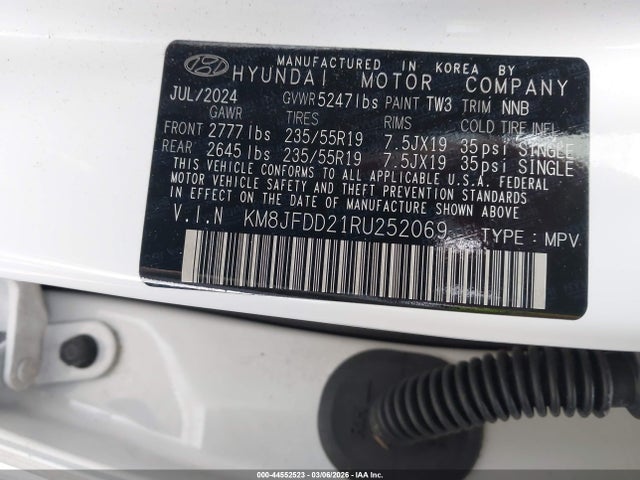 MANUFACTURED IN KOREA BY
HYUNDAI MOTOR COMPANY
JUL/2024 GVWR 5247lbs PAINT TW3 TRIM NNB
GAWR TIRES RIMS COLD TIRE INFL.
FRONT 2777lbs 235/55R19 7.5JX19 35psi SINGLE
REAR 2645lbs 235/55R19 7.5JX19 35psi SINGLE
THIS VEHICLE CONFORMS TO ALL APPLICABLE U.S.A. FEDERAL
MOTOR VEHICLE SAFETY AND THEFT PREVENTION STANDARDS
IN EFFECT ON THE DATE OF MANUFACTURE SHOWN ABOVE.
V.I.N KM8JFDD21RU252069 TYPE : MPV
000-44552523 | 03/06/2026 | IAA Inc.